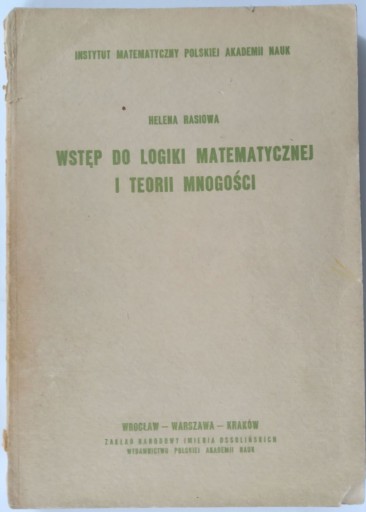 INSTYTUT MATEMATYCZNY POLSKIEJ AKADEMII NAUK
HELENA RASIOWA
WSTĘP DO LOGIKI MATEMATYCZNEJ
I TEORII MNOGOŚCI
WROCŁAW – WARSZAWA – KRAKÓW
ZAKŁAD NARODOWY IMIENIA OSSOLIŃSKICH
WYDAWNICTWO POLSKIEJ AKADEMII NAUK